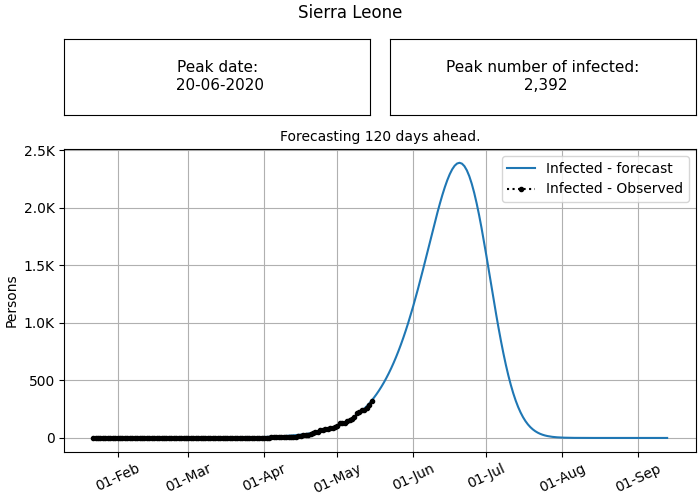 Sierra Leone
Peak date:
20-06-2020
Peak number of infected:
2,392
Forecasting 120 days ahead.
2.5K
2.0K
1.5K
1.0K
500
0
Persons
Infected - forecast
Infected - Observed
01-Feb
01-Mar
01-Apr
01-May
01-Jun
01-Jul
01-Aug
01-Sep